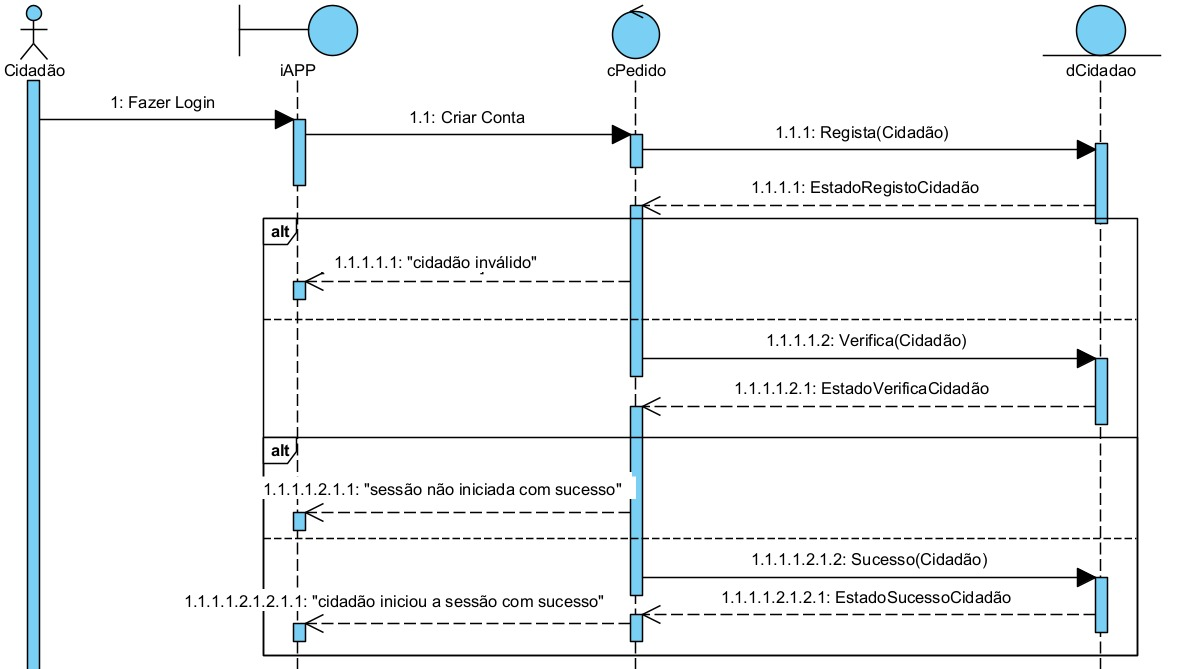 Cidadão
iAPP
cPedido
dCidadao
1: Fazer Login
1.1: Criar Conta
1.1.1: Regista(Cidadão)
1.1.1.1: EstadoRegistoCidadão
alt
1.1.1.1.1: "cidadão inválido"
1.1.1.1.2: Verifica(Cidadão)
1.1.1.1.2.1: EstadoVerificaCidadão
alt
1.1.1.1.2.1.1: "sessão não iniciada com sucesso"
1.1.1.1.2.1.2: Sucesso(Cidadão)
1.1.1.1.2.1.2.1: EstadoSucessoCidadão
1.1.1.1.2.1.2.1.1: "cidadão iniciou a sessão com sucesso"